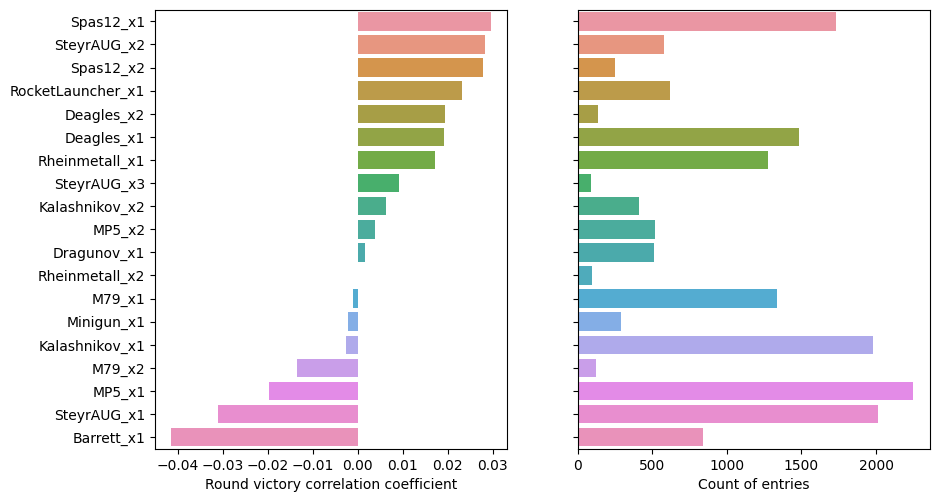 Spas12_x1
SteyrAUG_x2
Spas12_x2
RocketLauncher_x1
Deagles_x2
Deagles_x1
Rheinmetall_x1
SteyrAUG_x3
Kalashnikov_x2
MP5_x2
Dragunov_x1
Rheinmetall_x2
M79_x1
Minigun_x1
Kalashnikov_x1
M79_x2
MP5_x1
SteyrAUG_x1
Barrett_x1
−0.04 −0.03 −0.02 −0.01 0.00 0.01 0.02 0.03
Round victory correlation coefficient
0 500 1000 1500 2000
Count of entries